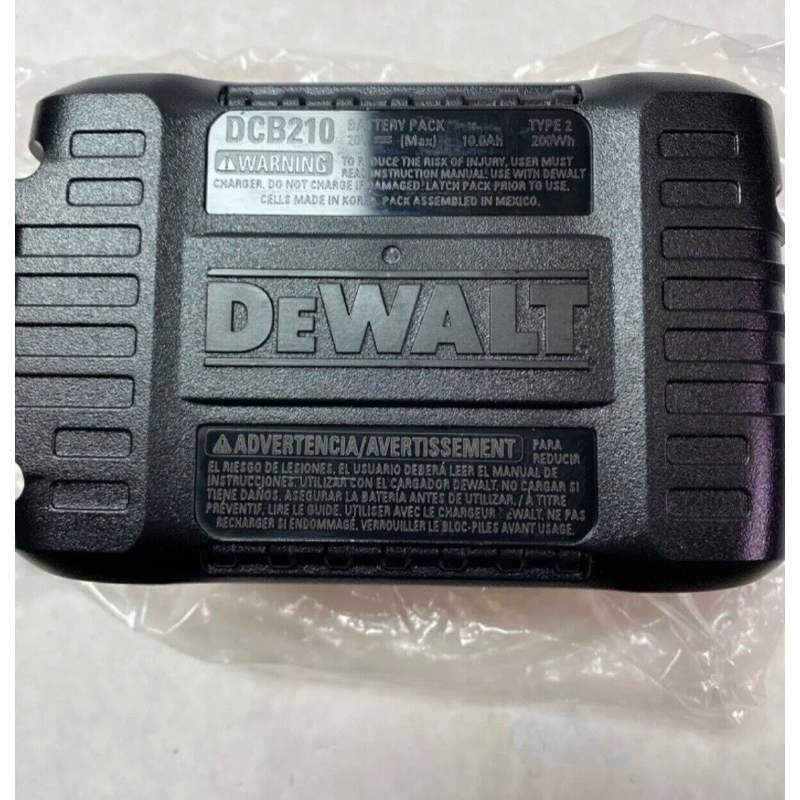 DCB210 BATTERY PACK TYPE 2
20V (Max) 10.0Ah 200Wh
⚠WARNING TO REDUCE THE RISK OF INJURY, USER MUST
READ INSTRUCTION MANUAL, USE WITH DEWALT
CHARGER. DO NOT CHARGE IF DAMAGED. LATCH PACK PRIOR TO USE.
CELLS MADE IN KOREA. PACK ASSEMBLED IN MEXICO.
DEWALT
⚠ADVERTENCIA/AVERTISSEMENT PARA
REDUCIR
EL RIESGO DE LESIONES, EL USUARIO DEBERÁ LEER EL MANUAL DE
INSTRUCCIONES. UTILIZAR CON EL CARGADOR DEWALT. NO CARGAR SI
TIENE DAÑOS. ASEGURAR LA BATERÍA ANTES DE UTILIZAR. / À TITRE
PRÉVENTIF, LIRE LE GUIDE. UTILISER AVEC LE CHARGEUR DEWALT. NE PAS
RECHARGER SI ENDOMMAGÉ. VERROUILLER LE BLOC-PILES AVANT USAGE.